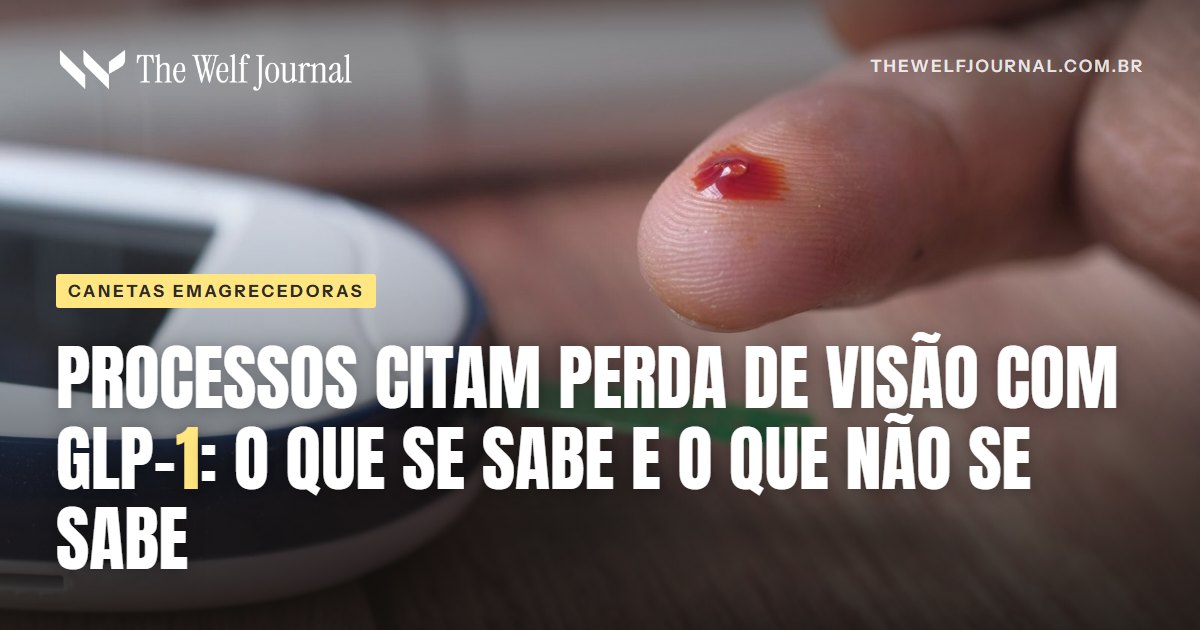 The Welf Journal
THEWELFJOURNAL.COM.BR
CANETAS EMAGRECEDORAS
PROCESSOS CITAM PERDA DE VISÃO COM
GLP-1: O QUE SE SABE E O QUE NÃO SE
SABE